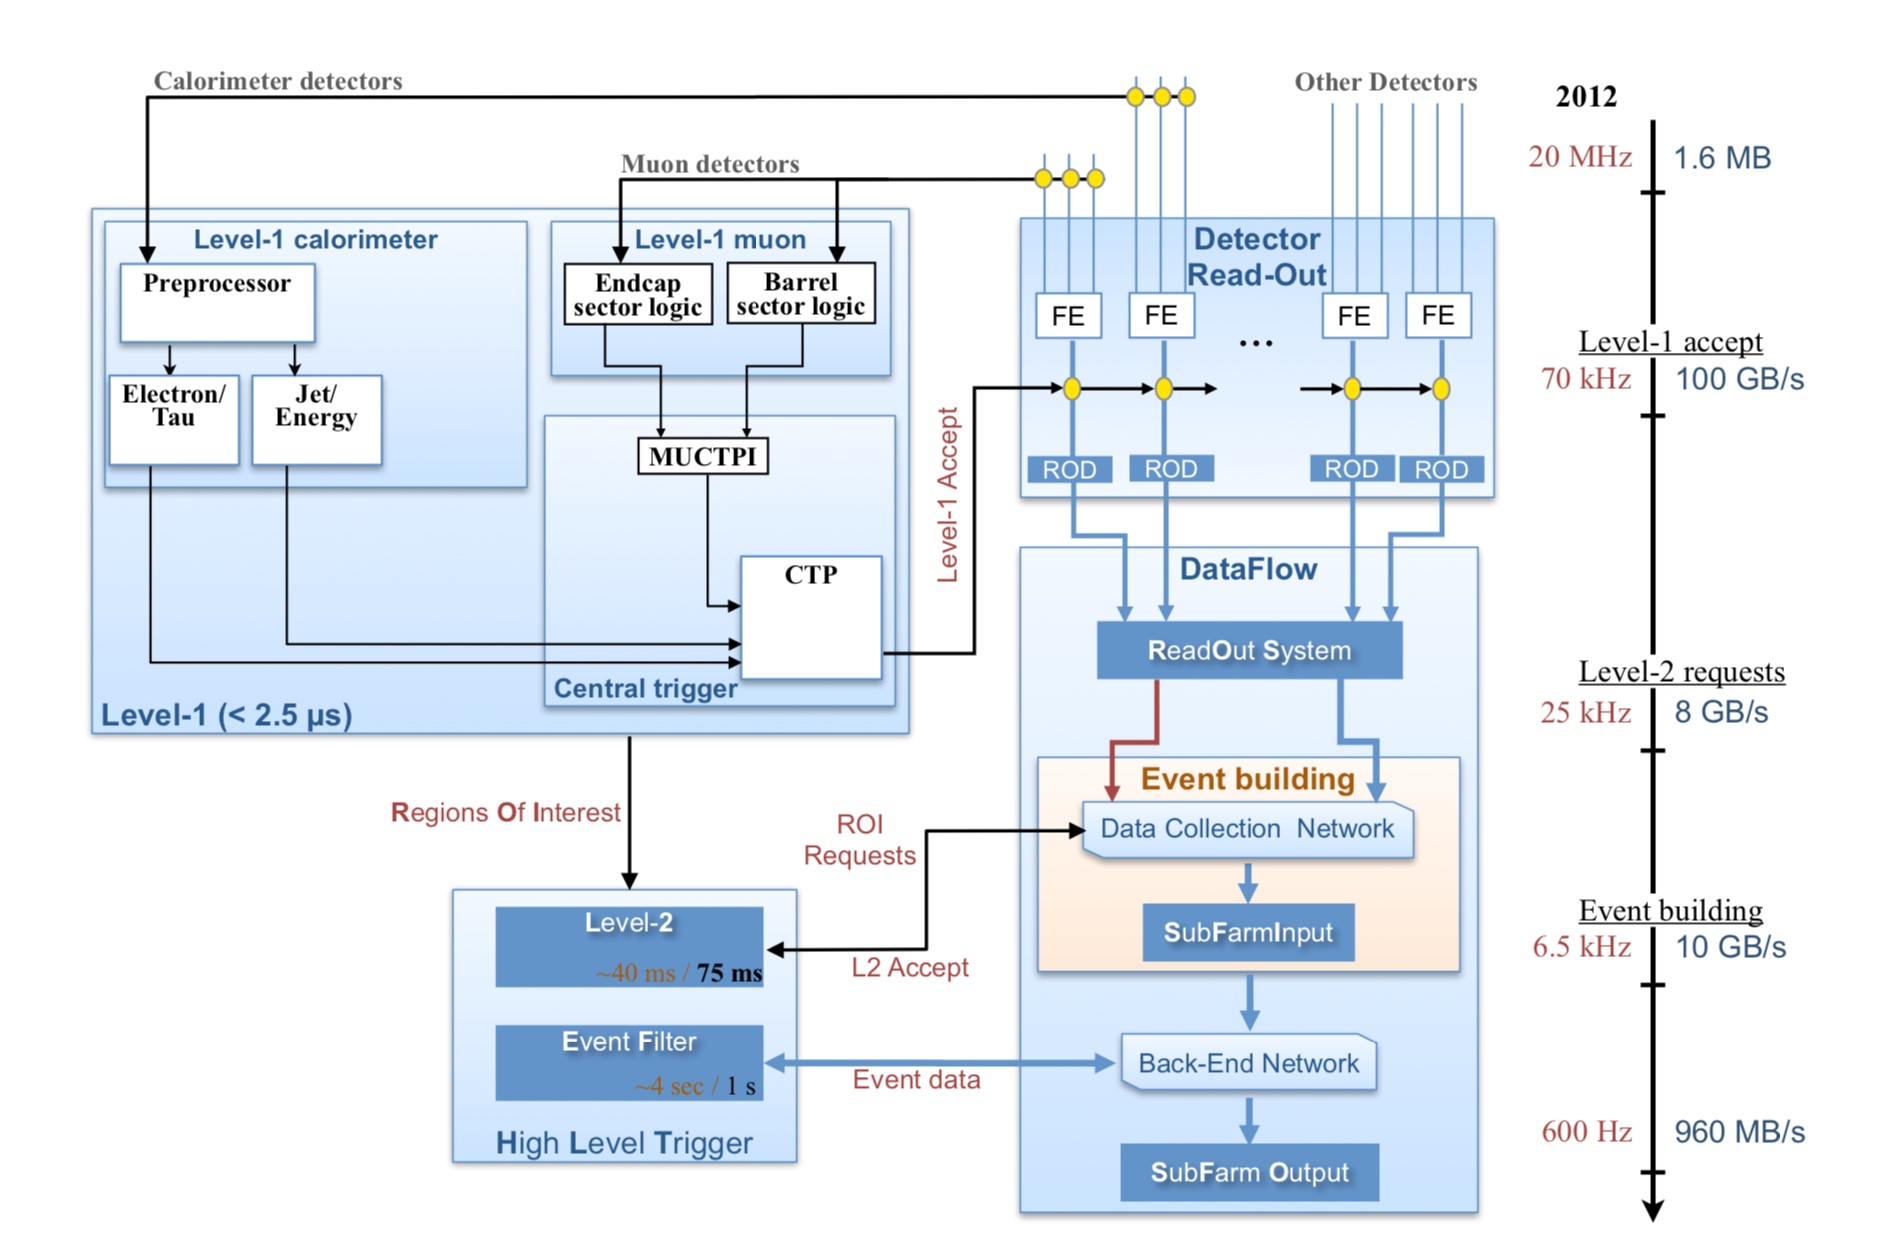 Calorimeter detectors
Muon detectors
Other Detectors
Level-1 calorimeter
Preprocessor
Electron/
Tau
Jet/
Energy
Level-1 muon
Endcap
sector logic
Barrel
sector logic
MUCTPI
CTP
Central trigger
Level-1 (< 2.5 µs)
Level-1 Accept
Detector
Read-Out
FE
FE
...
FE
FE
ROD
ROD
ROD
ROD
DataFlow
ReadOut System
Event building
Data Collection Network
SubFarmInput
Back-End Network
SubFarm Output
Regions Of Interest
ROI
Requests
L2 Accept
Event data
Level-2
~40 ms / 75 ms
Event Filter
~4 sec / 1 s
High Level Trigger
2012
20 MHz 1.6 MB
Level-1 accept
70 kHz 100 GB/s
Level-2 requests
25 kHz 8 GB/s
Event building
6.5 kHz 10 GB/s
600 Hz 960 MB/s